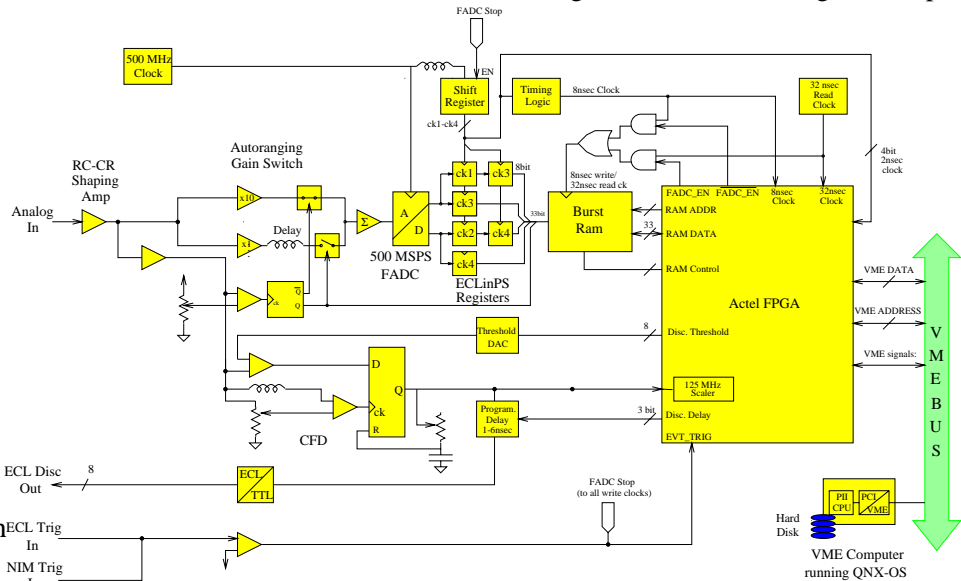 FADC Stop
500 MHz
Clock
EN
Shift
Register
Timing
Logic
8nsec Clock
32 nsec
Read
Clock
ck1-ck4
4bit
2nsec
clock
RC-CR
Shaping
Amp
Autoranging
Gain Switch
Analog
In
x10
x1
Delay
Σ
A
D
500 MSPS
FADC
ck1
ck3
8bit
ck3
ck2
ck4
ck4
ECLinPS
Registers
8nsec write/
32nsec read ck
33bit
Burst
Ram
FADC_EN
FADC_EN
8nsec
Clock
32nsec
Clock
RAM ADDR
33
RAM DATA
RAM Control
Actel FPGA
ck
Q
Q
Threshold
DAC
8
Disc. Threshold
VME DATA
VME ADDRESS
VME signals:
V
M
E
B
U
S
D
Q
ck
R
CFD
125 MHz
Scaler
Program.
Delay
1-6nsec
3 bit
Disc. Delay
EVT_TRIG
ECL Disc
Out
8
ECL
TTL
FADC Stop
(to all write clocks)
ECL Trig
In
NIM Trig
Hard
Disk
PII
CPU
PCI
VME
VME Computer
running QNX-OS